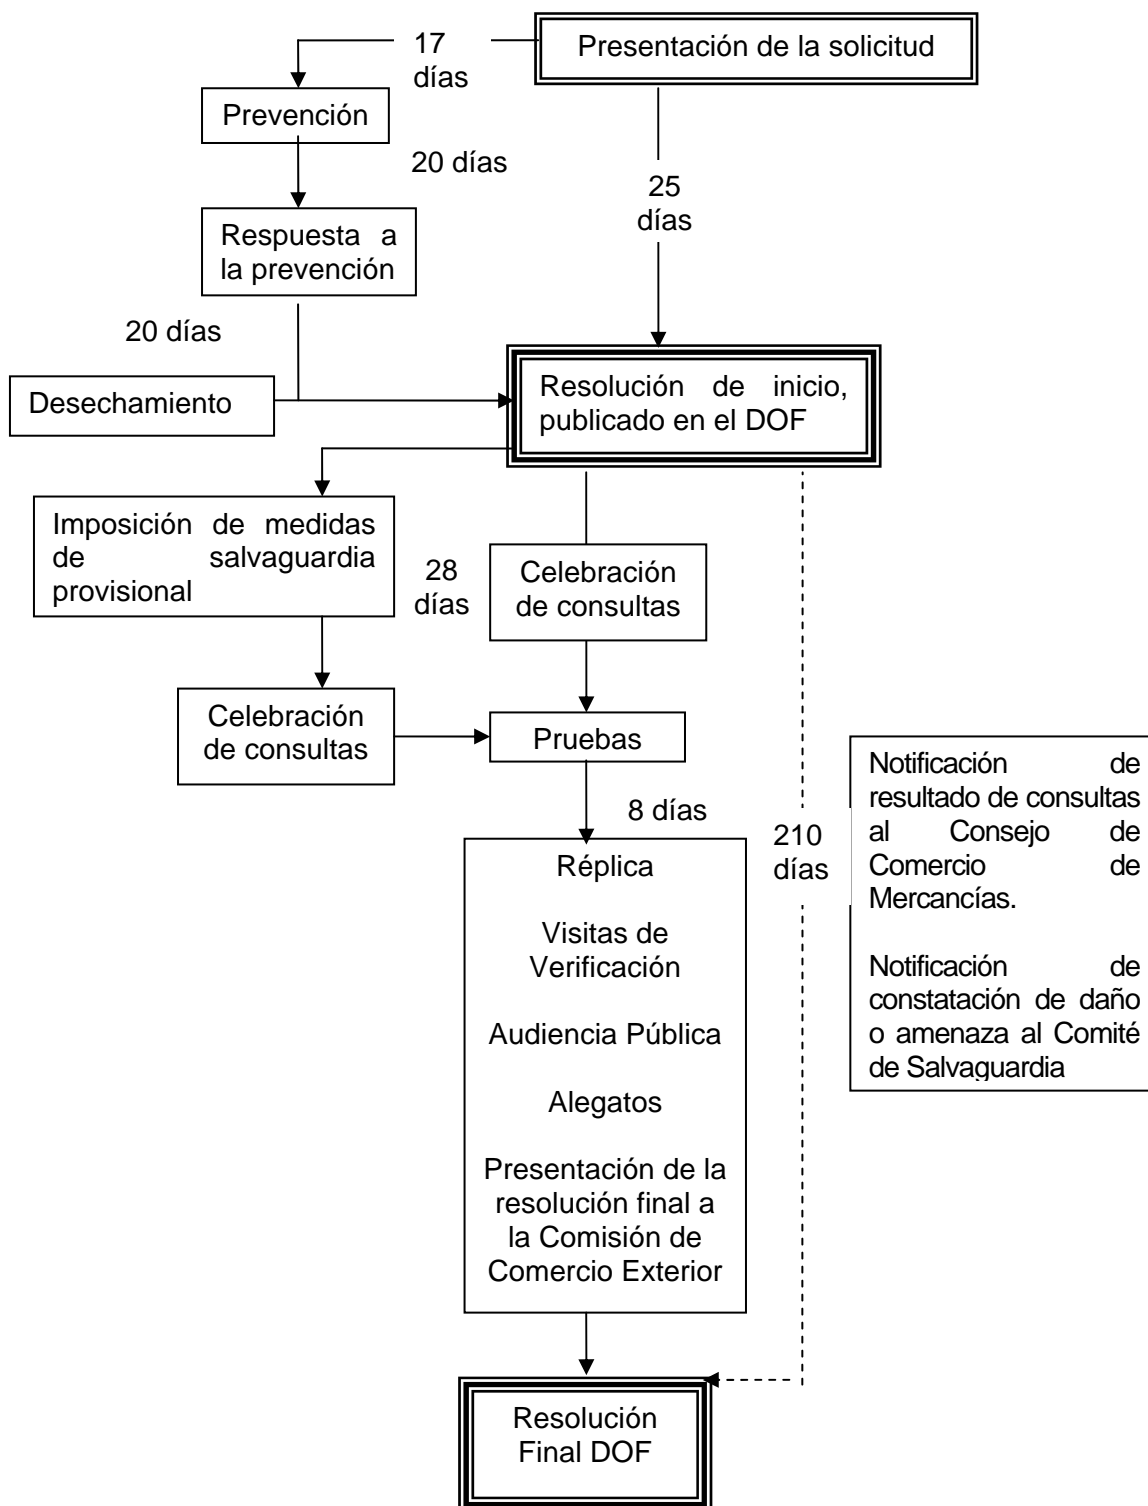 Presentación de la solicitud
17
días
Prevención
20 días
25
días
Respuesta a
la prevención
20 días
Desechamiento
Resolución de inicio,
publicado en el DOF
Imposición de medidas
de salvaguardia
provisional
28
días
Celebración
de consultas
Celebración
de consultas
Pruebas
8 días
210
días
Notificación de
resultado de consultas
al Consejo de
Comercio de
Mercancías.
Notificación de
constatación de daño
o amenaza al Comité
de Salvaguardia
Réplica
Visitas de
Verificación
Audiencia Pública
Alegatos
Presentación de la
resolución final a
la Comisión de
Comercio Exterior
Resolución
Final DOF